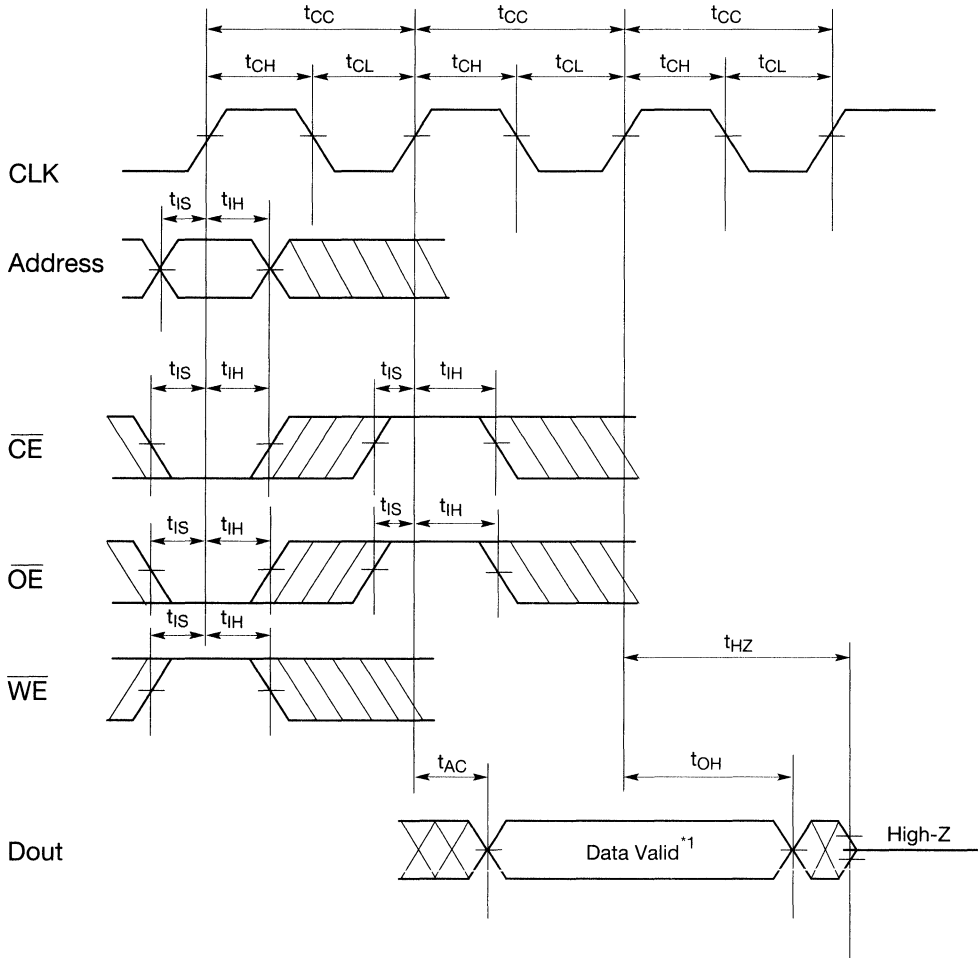 tCC tCC tCC
tCH tCL tCH tCL tCH tCL
CLK
tIS tIH
Address
tIS tIH tIS tIH
CE
tIS tIH tIS tIH
OE
tIS tIH
WE
tHZ
tAC tOH
Dout
Data Valid*1
High-Z